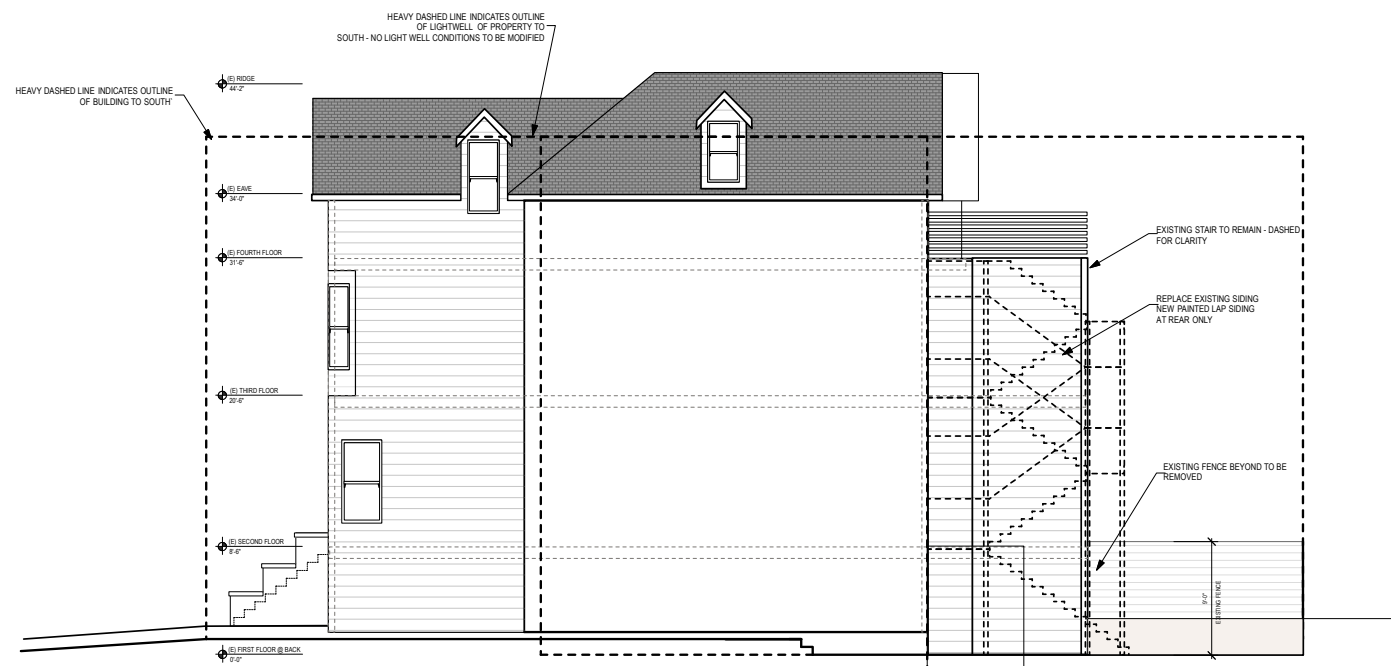 HEAVY DASHED LINE INDICATES OUTLINE
OF LIGHTWELL OF PROPERTY TO
SOUTH - NO LIGHT WELL CONDITIONS TO BE MODIFIED
HEAVY DASHED LINE INDICATES OUTLINE
OF BUILDING TO SOUTH'
(E) RIDGE
44'-2"
(E) EAVE
34'-0"
(E) FOURTH FLOOR
31'-6"
(E) THIRD FLOOR
20'-6"
(E) SECOND FLOOR
8'-6"
(E) FIRST FLOOR @ BACK
0'-0"
EXISTING STAIR TO REMAIN - DASHED
FOR CLARITY
REPLACE EXISTING SIDING
NEW PAINTED LAP SIDING
AT REAR ONLY
EXISTING FENCE BEYOND TO BE
REMOVED
9'-0"
EXISTING FENCE